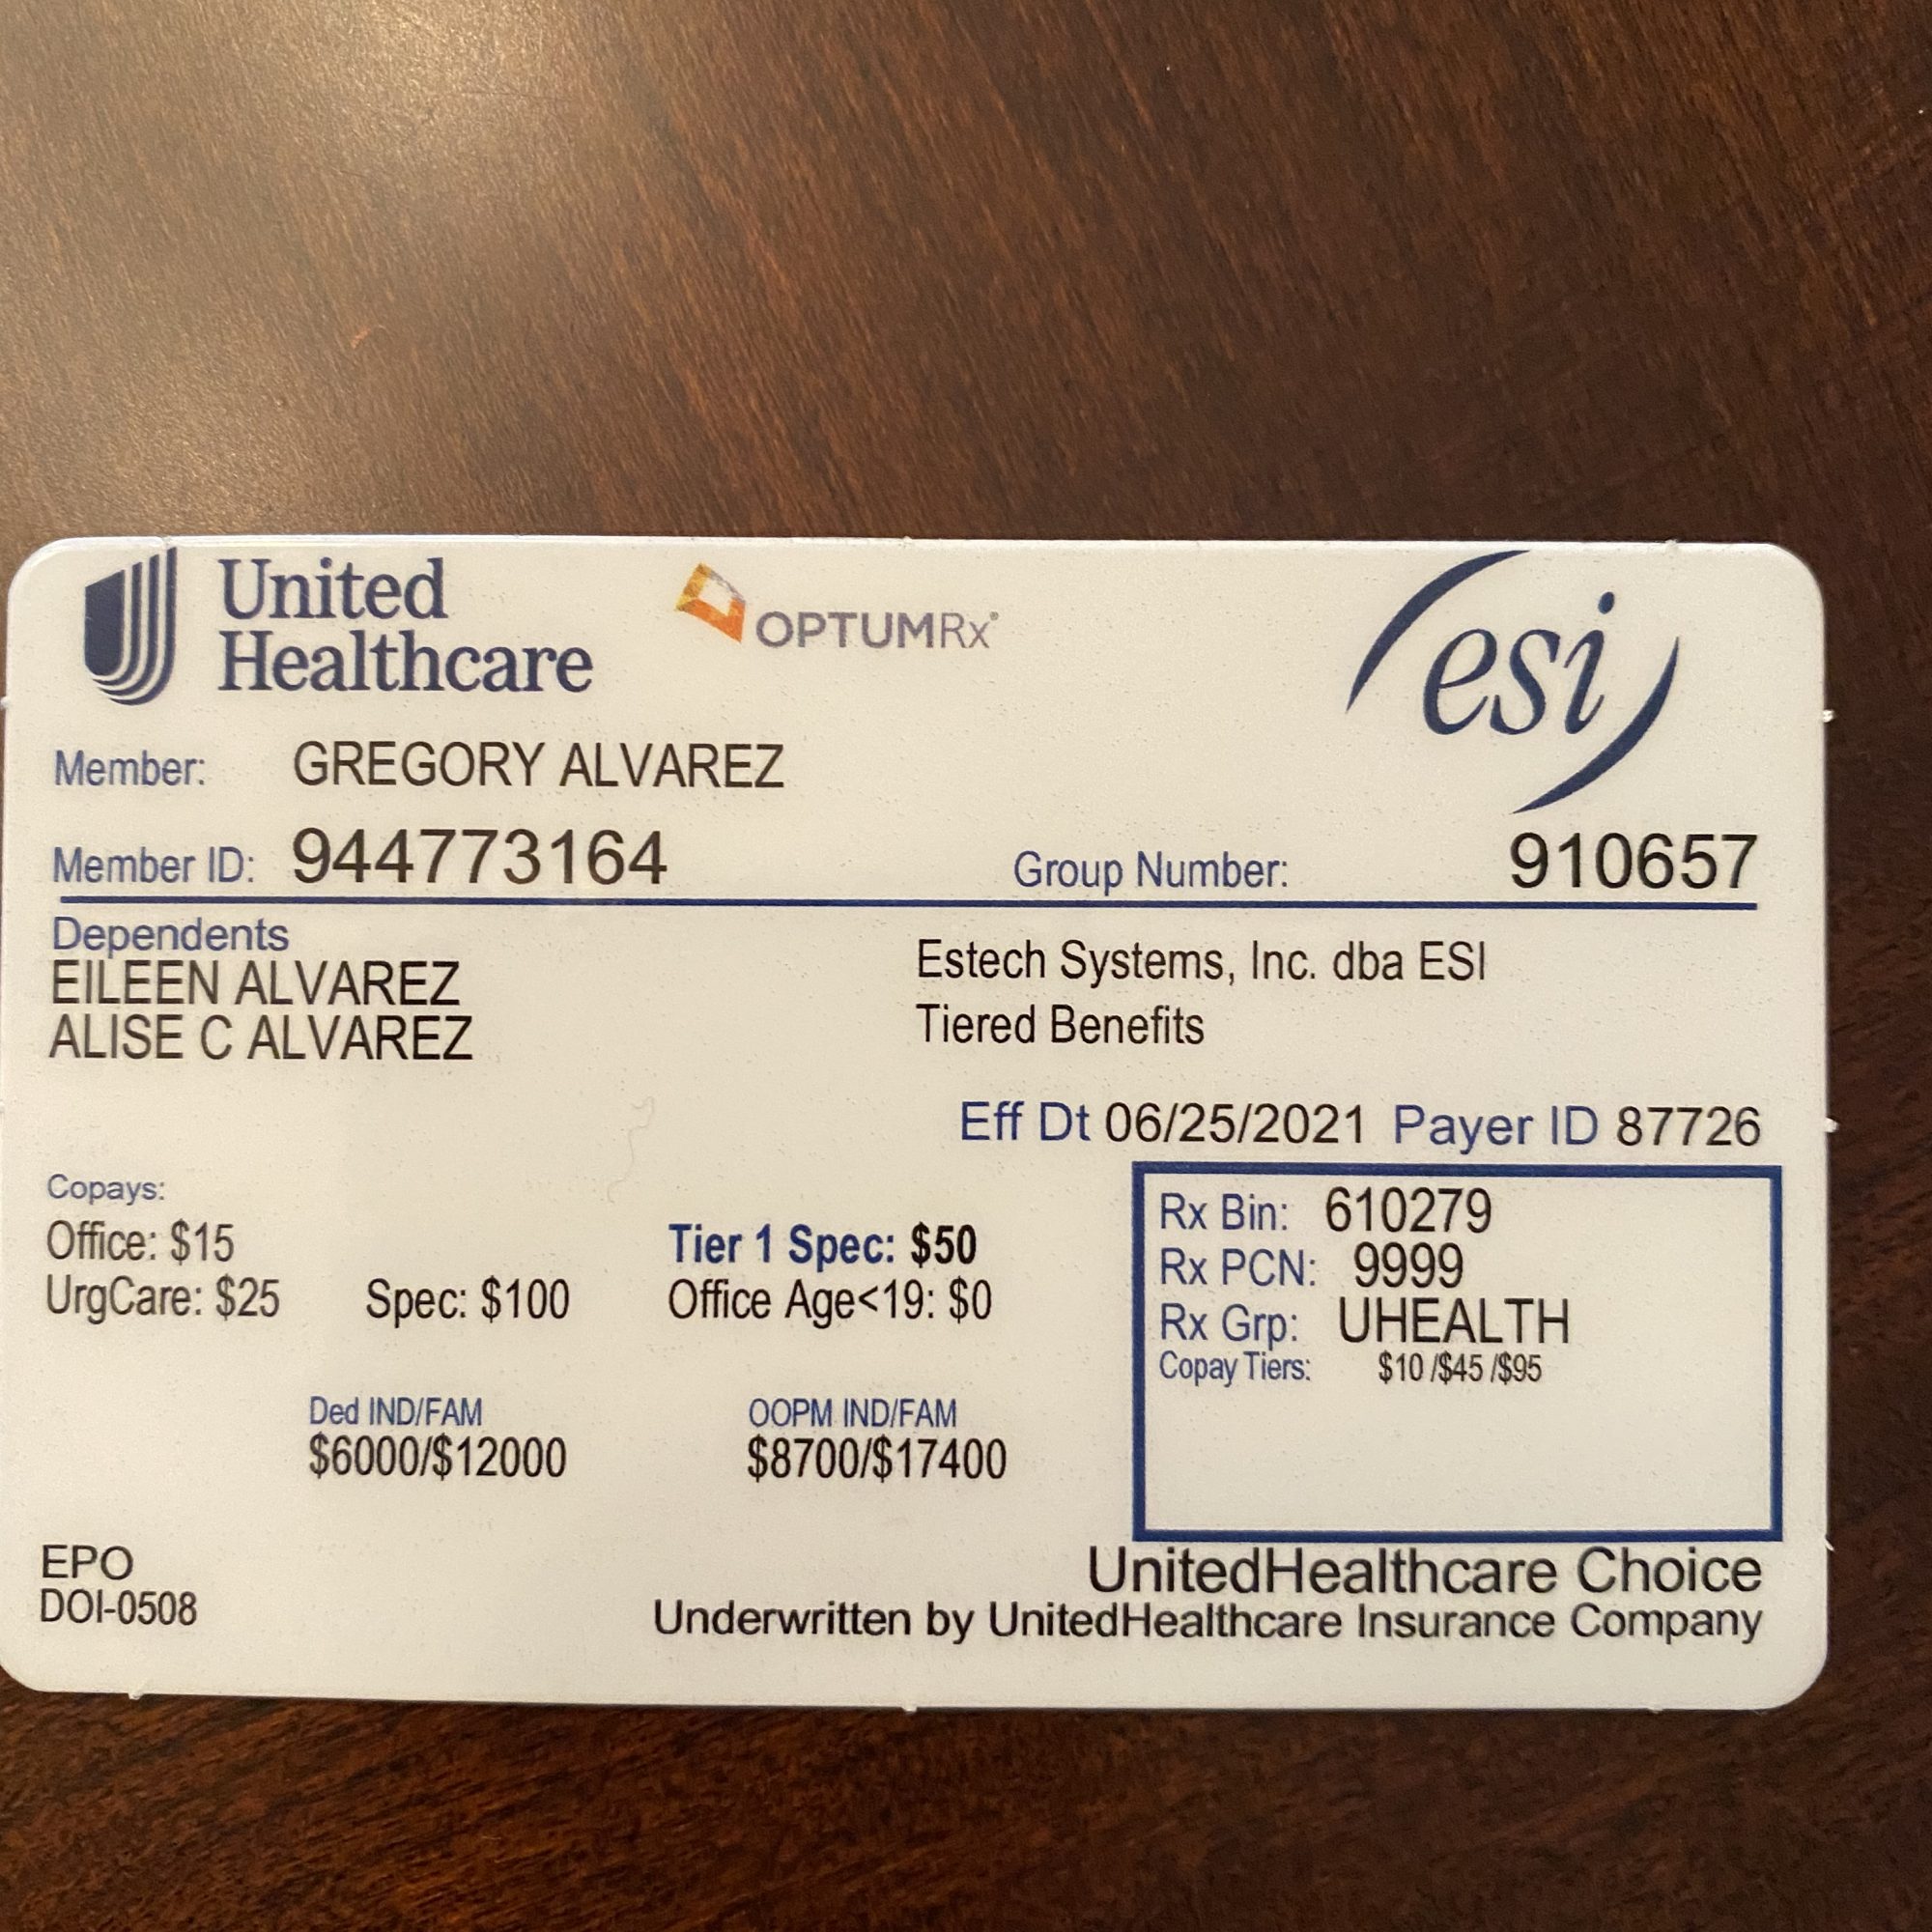 United
Healthcare
OPTUMRx®
esi
Member: GREGORY ALVAREZ
Member ID: 944773164 Group Number: 910657
Dependents
EILEEN ALVAREZ
ALISE C ALVAREZ
Estech Systems, Inc. dba ESI
Tiered Benefits
Eff Dt 06/25/2021 Payer ID 87726
Copays:
Office: $15 Tier 1 Spec: $50
UrgCare: $25 Spec: $100 Office Age<19: $0
Ded IND/FAM OOPM IND/FAM
$6000/$12000 $8700/$17400
Rx Bin: 610279
Rx PCN: 9999
Rx Grp: UHEALTH
Copay Tiers: $10 /$45 /$95
EPO
DOI-0508
UnitedHealthcare Choice
Underwritten by UnitedHealthcare Insurance Company